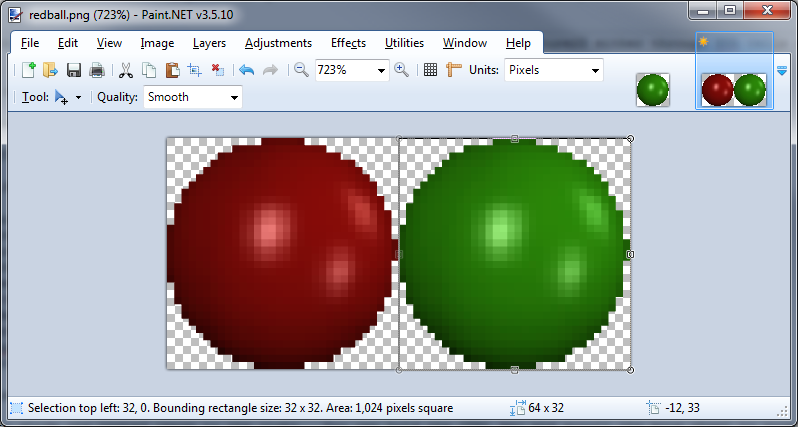 redball.png (723%) - Paint.NET v3.5.10
File Edit View Image Layers Adjustments Effects Utilities Window Help
723% Units: Pixels
Tool: Quality: Smooth
Selection top left: 32, 0. Bounding rectangle size: 32 x 32. Area: 1,024 pixels square 64 x 32 -12, 33